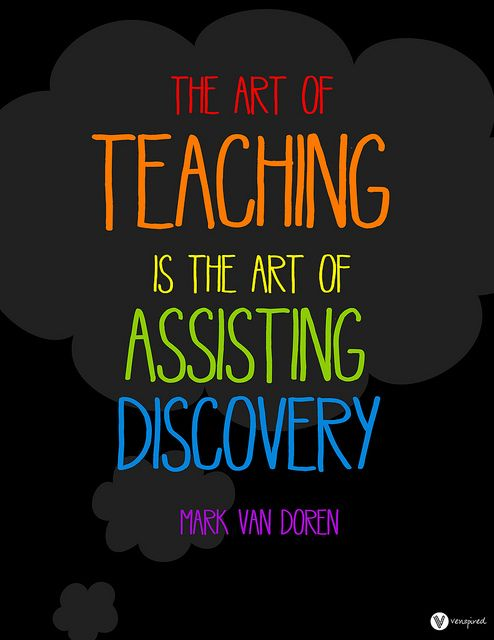 THE ART OF
TEACHING
IS THE ART OF
ASSISTING
DISCOVERY
MARK VAN DOREN
V venspired